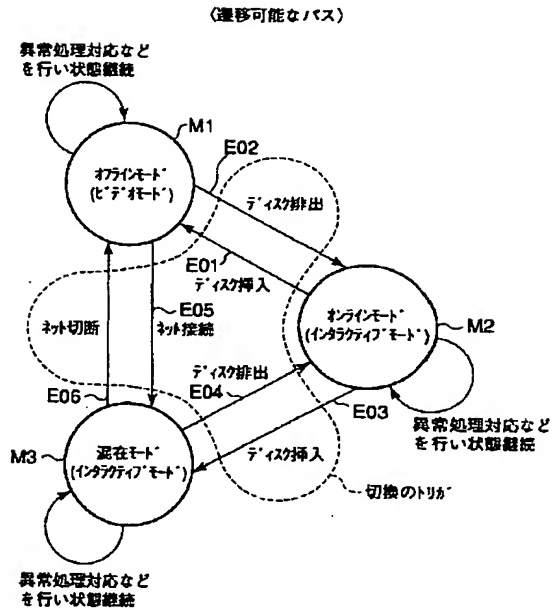 〈遷移可能なパス〉
異常処理対応など
を行い状態継続
M1
E02
オフラインモード
(ビデオモード)
ディスク排出
E01
ディスク挿入
オンラインモード
(インタラクティブモード)
M2
ネット切断
E05
ネット接続
ディスク排出
E04
E06
E03
異常処理対応など
を行い状態継続
M3
混在モード
(インタラクティブモード)
ディスク挿入
切換のトリガ
異常処理対応など
を行い状態継続